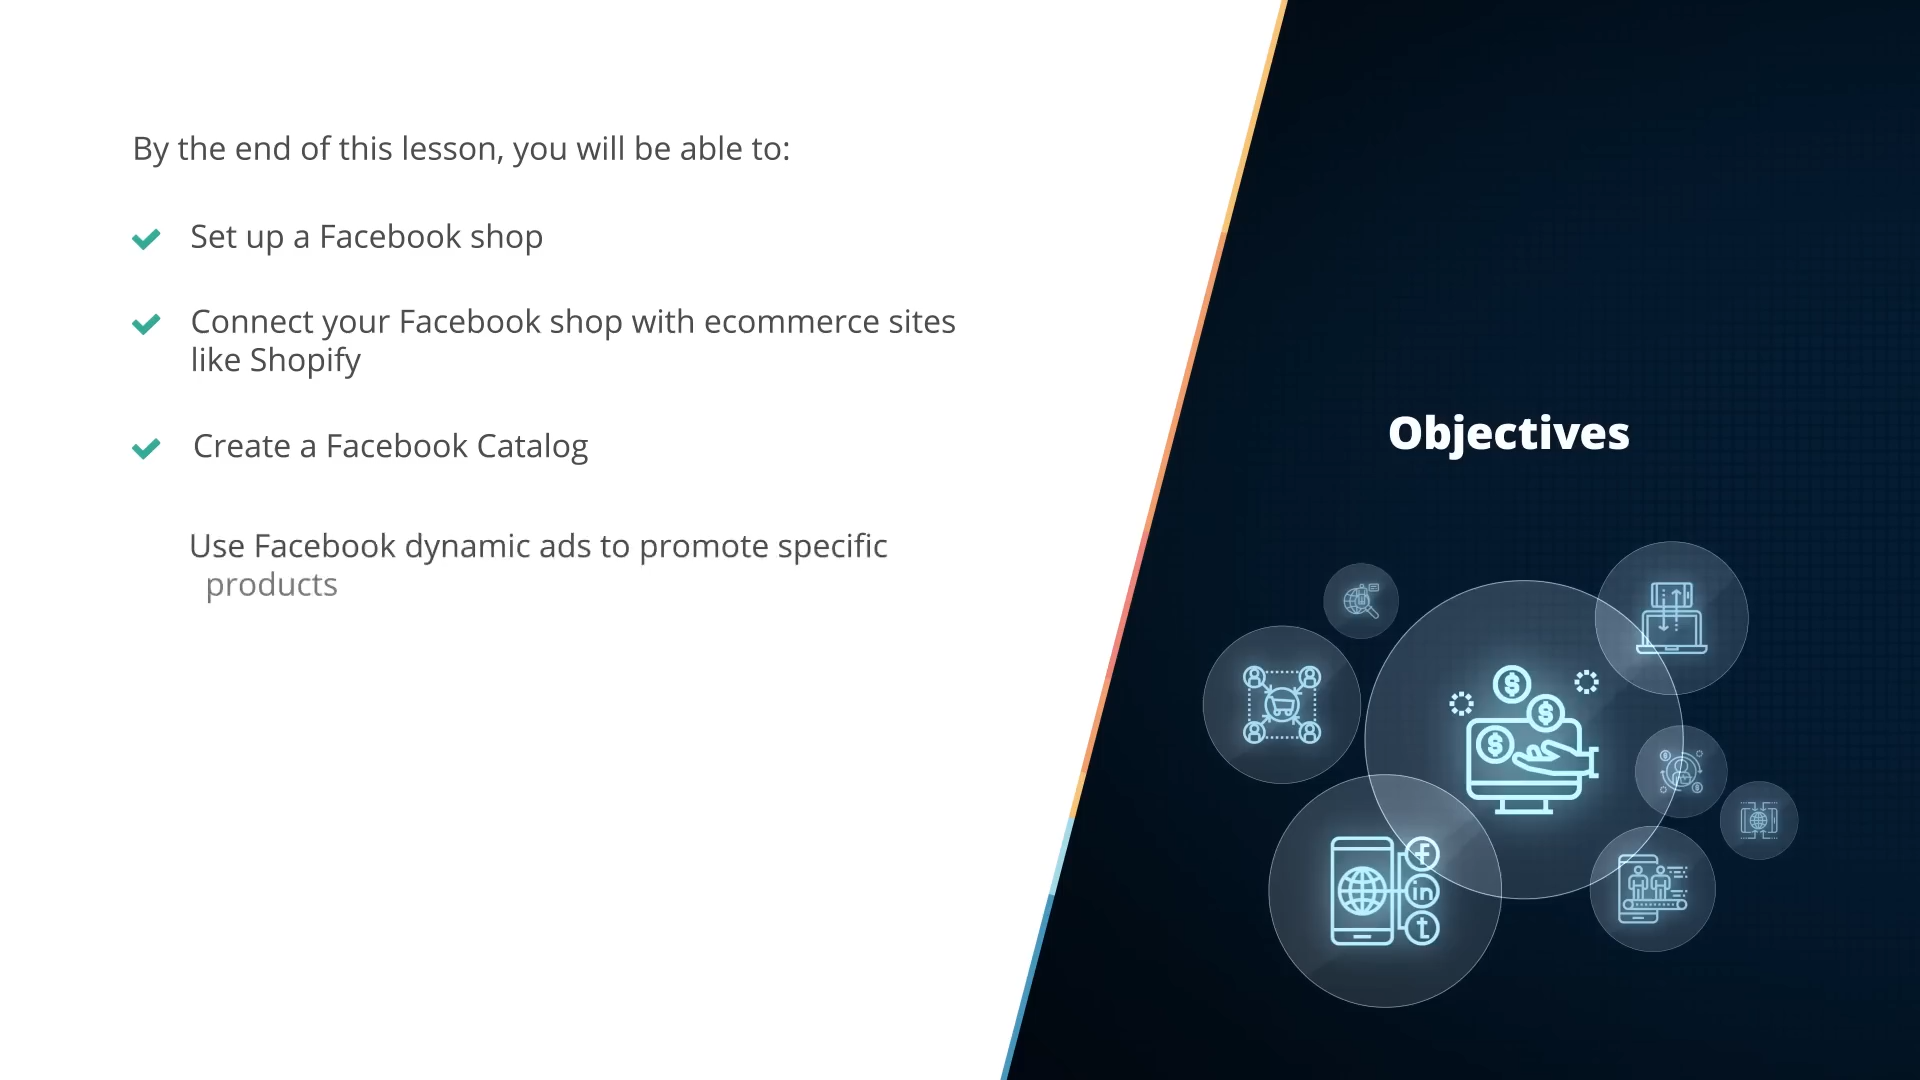 By the end of this lesson, you will be able to:
Set up a Facebook shop
Connect your Facebook shop with ecommerce sites
like Shopify
Create a Facebook Catalog
Use Facebook dynamic ads to promote specific
products
Objectives